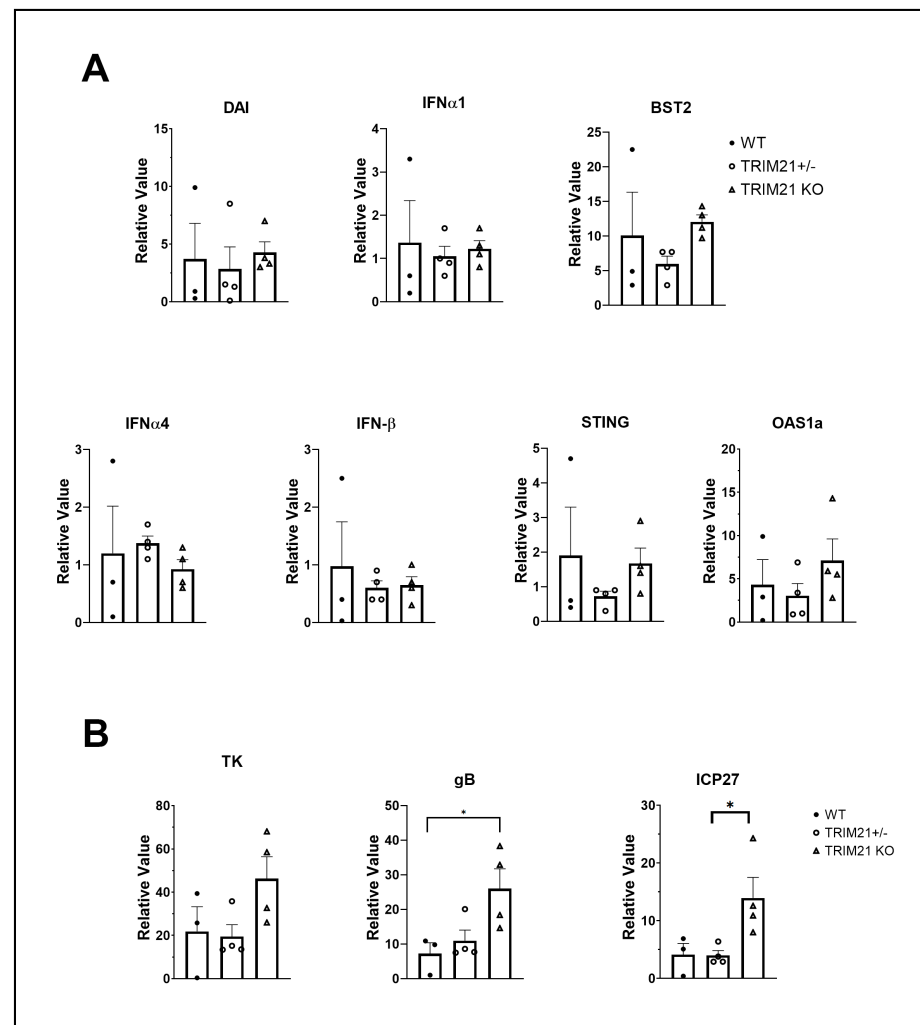 A
DAI
IFNα1
BST2
Relative Value
15
10
5
0
Relative Value
4
3
2
1
0
Relative Value
25
20
15
10
5
0
WT
TRIM21+/-
TRIM21 KO
IFNα4
IFN-β
STING
OAS1a
Relative Value
3
2
1
0
Relative Value
3
2
1
0
Relative Value
5
4
3
2
1
0
Relative Value
20
15
10
5
0
B
TK
gB
ICP27
Relative Value
80
60
40
20
0
Relative Value
50
40
30
20
10
0
*
Relative Value
30
20
10
0
*
WT
TRIM21+/-
TRIM21 KO